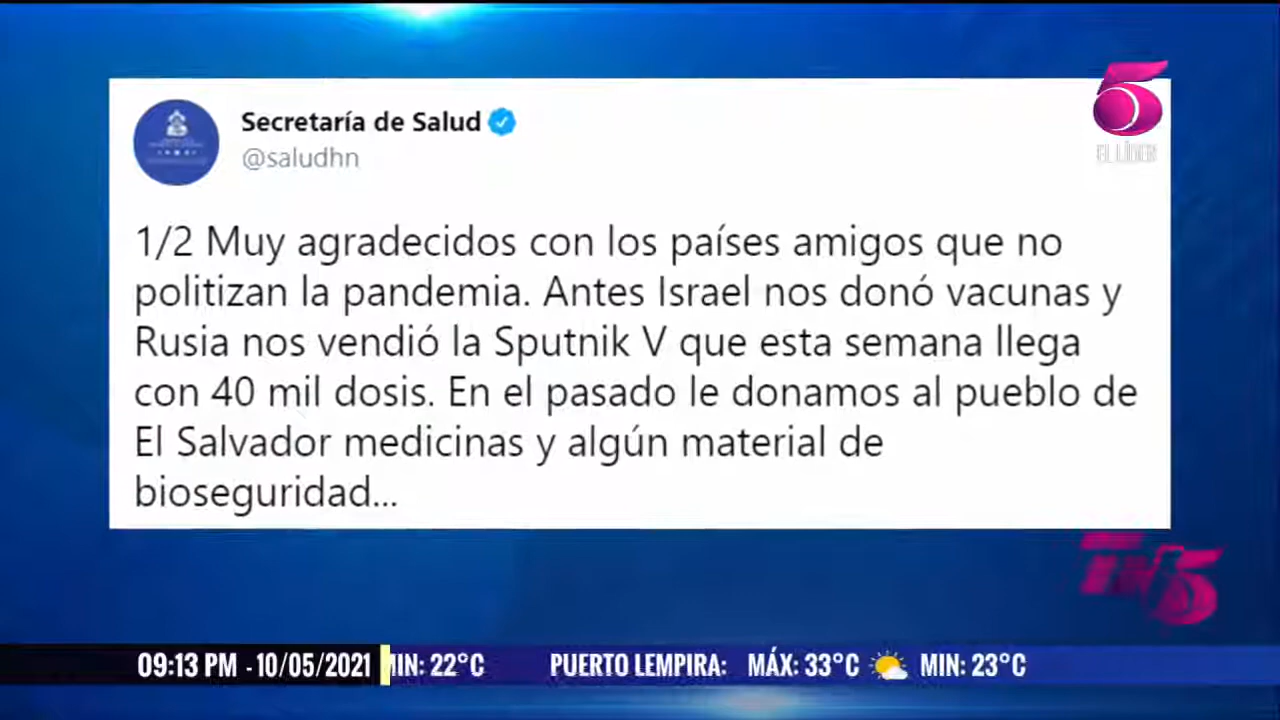 5
EL LÍDER
Secretaría de Salud
@saludhn
1/2 Muy agradecidos con los países amigos que no
politizan la pandemia. Antes Israel nos donó vacunas y
Rusia nos vendió la Sputnik V que esta semana llega
con 40 mil dosis. En el pasado le donamos al pueblo de
El Salvador medicinas y algún material de
bioseguridad...
09:13 PM - 10/05/2021 MIN: 22°C PUERTO LEMPIRA: MÁX: 33°C MIN: 23°C